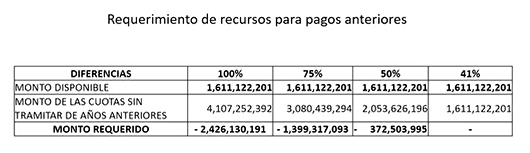 Requerimiento de recursos para pagos anteriores
DIFERENCIAS 100% 75% 50% 41%
MONTO DISPONIBLE 1,611,122,201 1,611,122,201 1,611,122,201 1,611,122,201
MONTO DE LAS CUOTAS SIN
TRAMITAR DE AÑOS ANTERIORES 4,107,252,392 3,080,439,294 2,053,626,196 1,611,122,201
MONTO REQUERIDO - 2,426,130,191 - 1,399,317,093 - 372,503,995 -